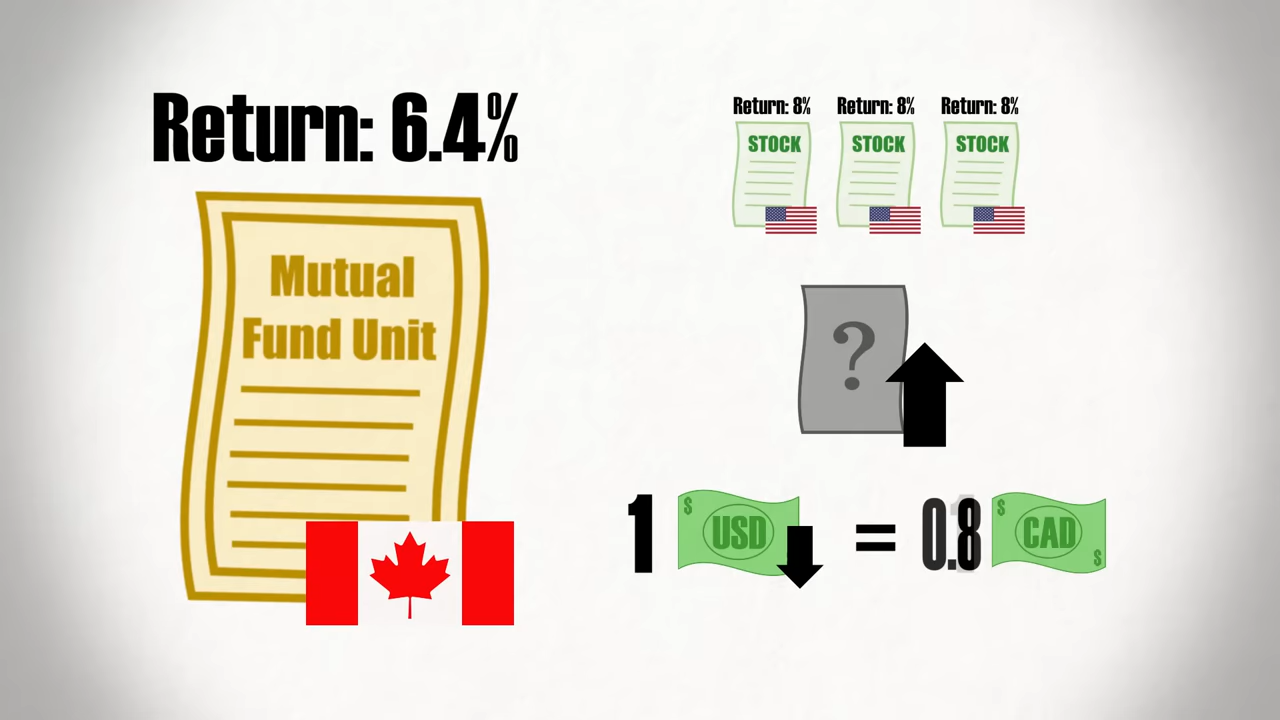 Return: 6.4%
Mutual
Fund Unit
Return: 8% Return: 8% Return: 8%
STOCK STOCK STOCK
?
1 $ USD = 0.8 $ CAD $